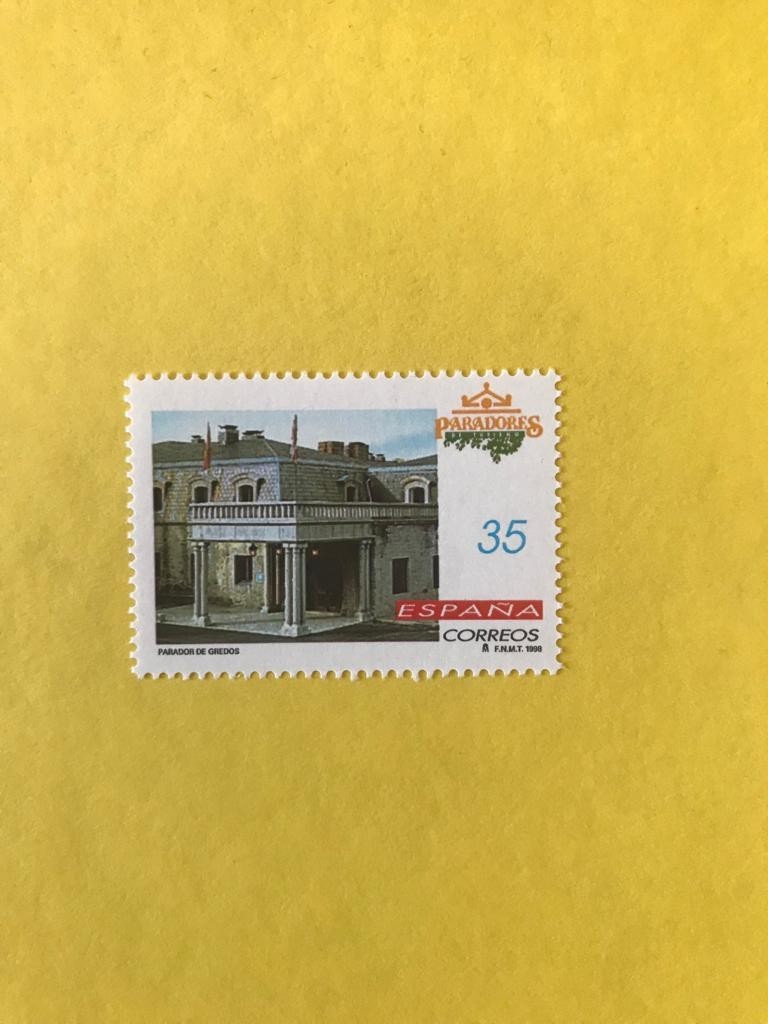 PARADORES
35
ESPAÑA
CORREOS
PARADOR DE GREDOS
F.N.M.T. 1998